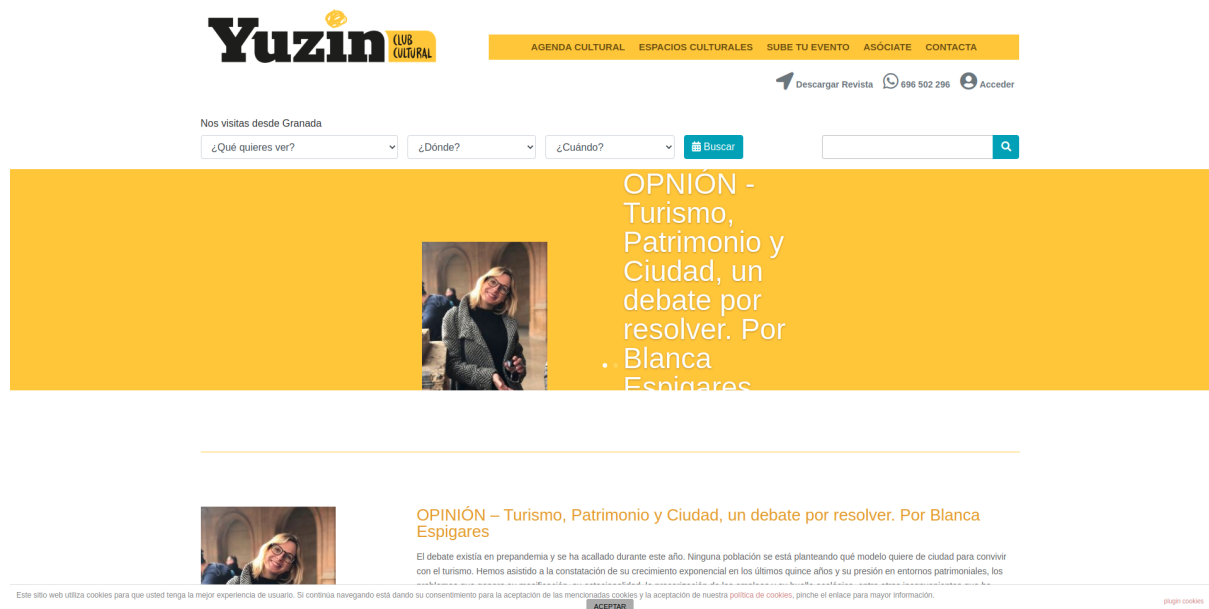 Yuzin CLUB CULTURAL
AGENDA CULTURAL ESPACIOS CULTURALES SUBE TU EVENTO ASÓCIATE CONTACTA
Descargar Revista 696 502 296 Acceder
Nos visitas desde Granada
¿Qué quieres ver? ¿Dónde? ¿Cuándo? Buscar
OPNIÓN -
Turismo,
Patrimonio y
Ciudad, un
debate por
resolver. Por
Blanca
Espigares
OPINIÓN – Turismo, Patrimonio y Ciudad, un debate por resolver. Por Blanca
Espigares
El debate existía en prepandemia y se ha acallado durante este año. Ninguna población se está planteando qué modelo quiere de ciudad para convivir
con el turismo. Hemos asistido a la constatación de su crecimiento exponencial en los últimos quince años y su presión en entornos patrimoniales, los
Este sitio web utiliza cookies para que usted tenga la mejor experiencia de usuario. Si continúa navegando está dando su consentimiento para la aceptación de las mencionadas cookies y la aceptación de nuestra política de cookies, pinche el enlace para mayor información.
plugin cookies
ACEPTAR